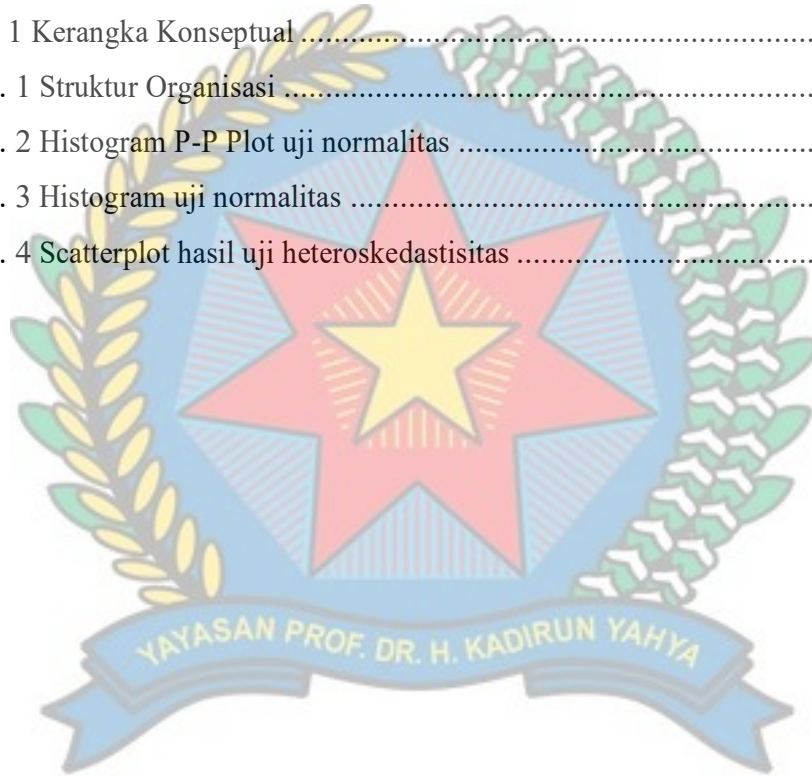 1 Kerangka Konseptual ................................................................
. 1 Struktur Organisasi ................................................................
. 2 Histogram P-P Plot uji normalitas ............................................
. 3 Histogram uji normalitas ........................................................
. 4 Scatterplot hasil uji heteroskedastisitas ....................................
YAYASAN PROF. DR. H. KADIRUN YAHYA